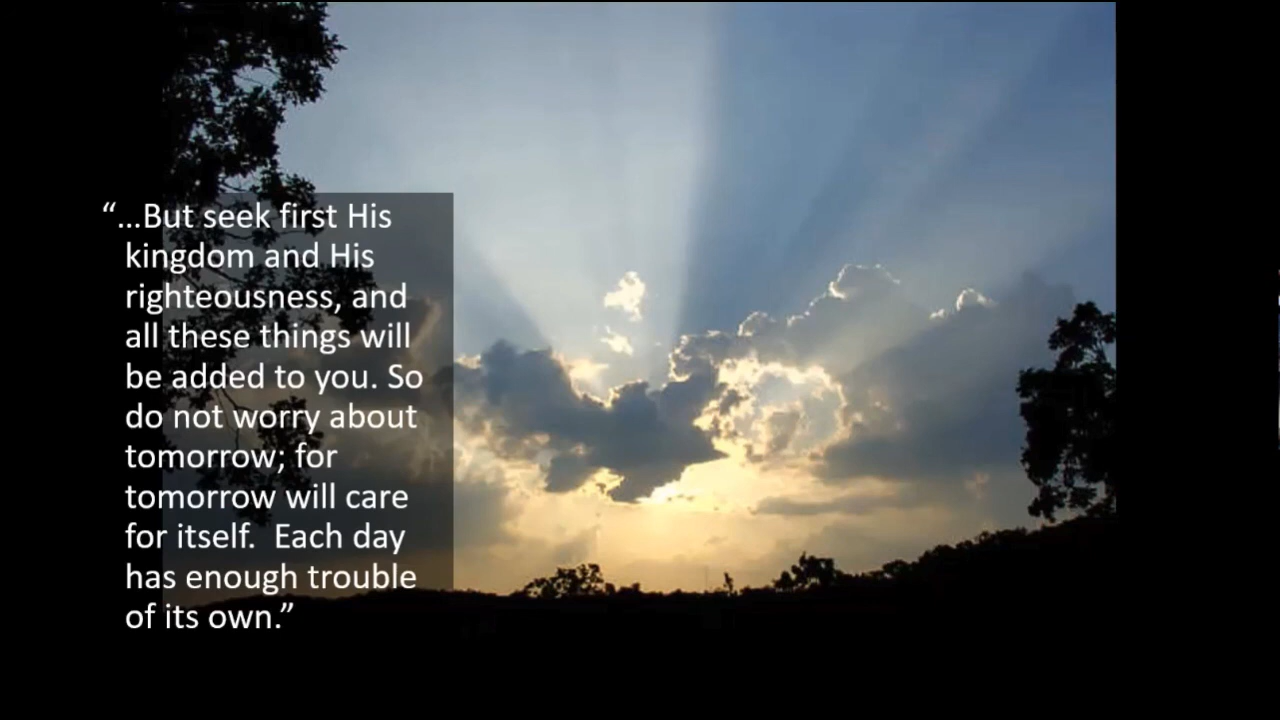 “...But seek first His
kingdom and His
righteousness, and
all these things will
be added to you. So
do not worry about
tomorrow; for
tomorrow will care
for itself.  Each day
has enough trouble
of its own.”